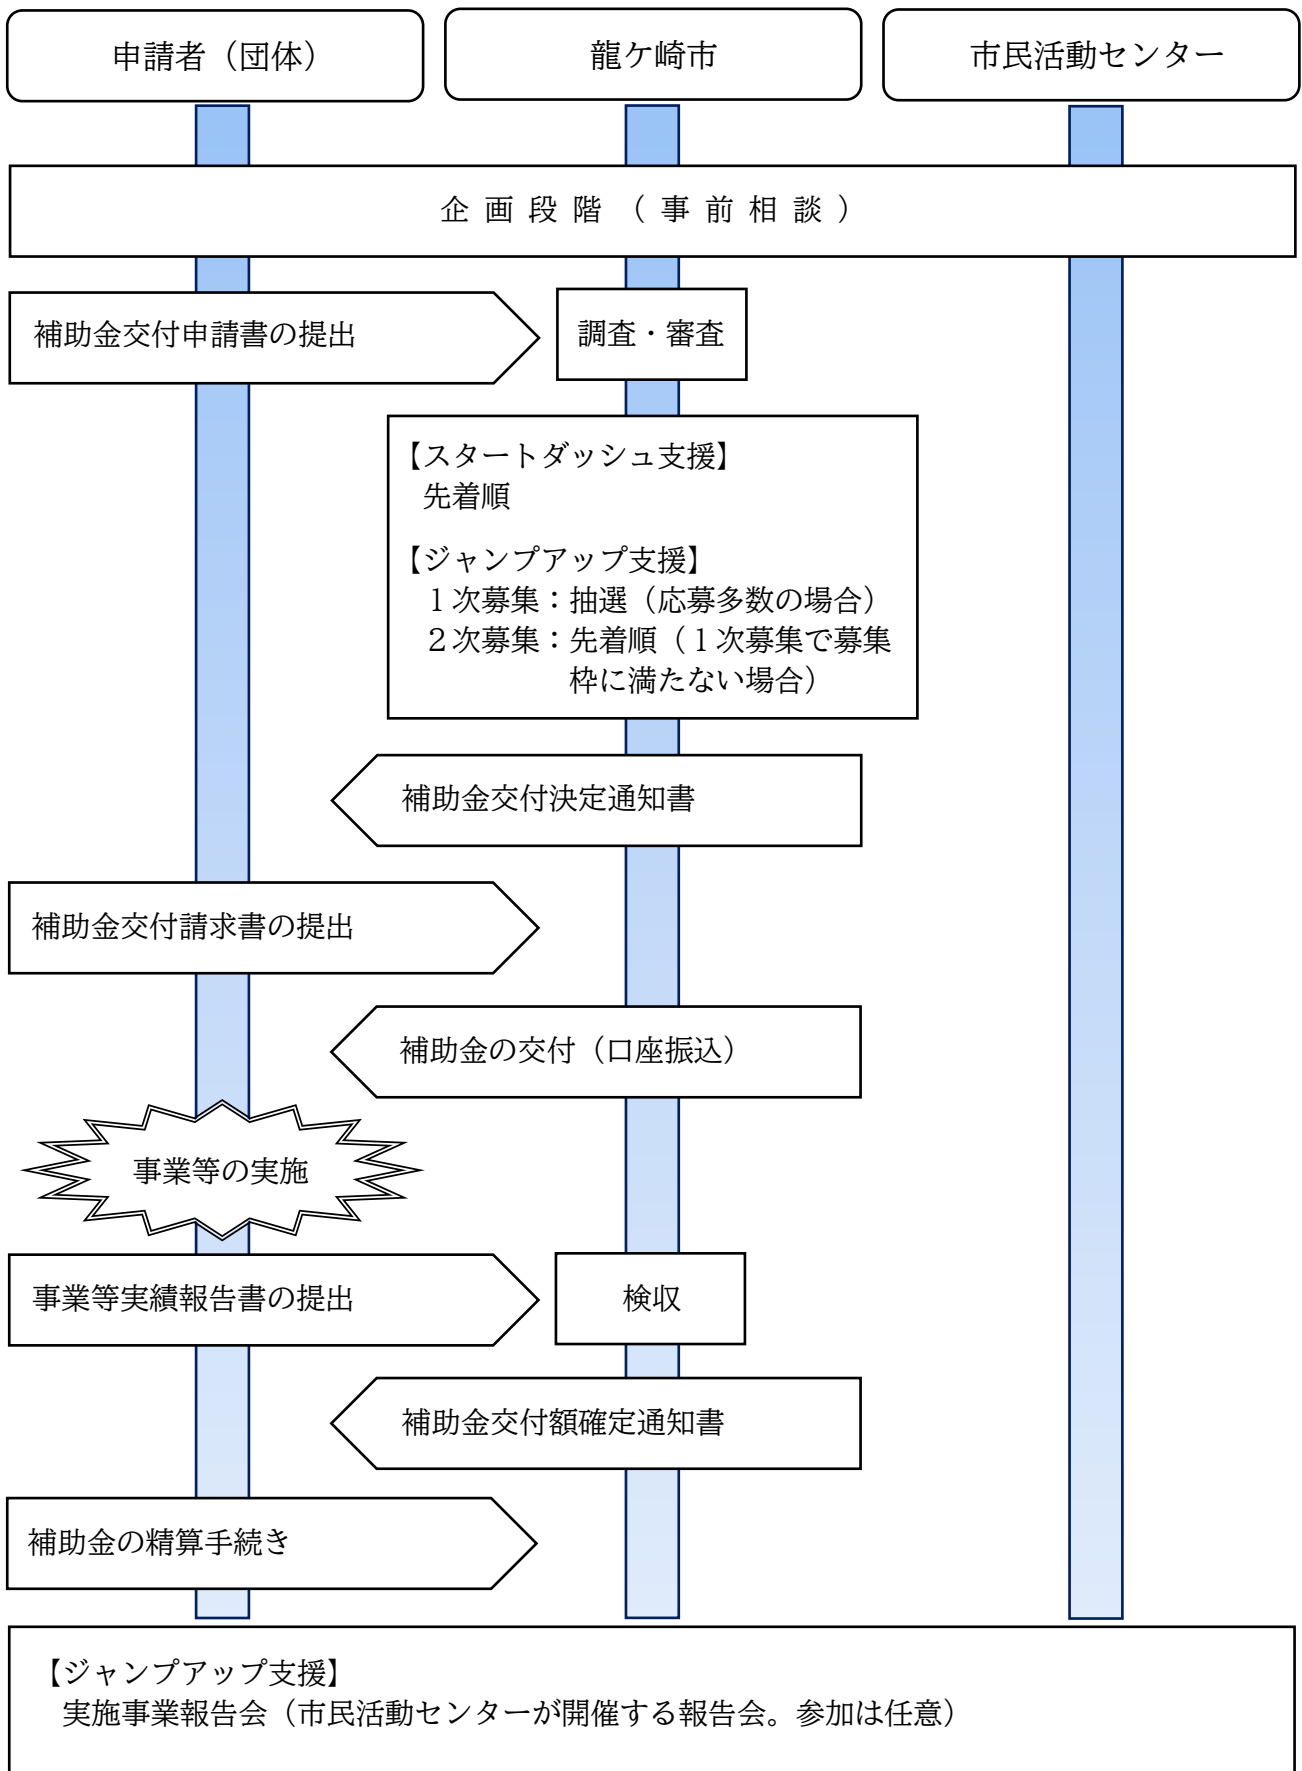 申請者（団体）
龍ケ崎市
市民活動センター
企画段階（事前相談）
補助金交付申請書の提出
調査・審査
【スタートダッシュ支援】
先着順
【ジャンプアップ支援】
１次募集：抽選（応募多数の場合）
２次募集：先着順（１次募集で募集
枠に満たない場合）
補助金交付決定通知書
補助金交付請求書の提出
補助金の交付（口座振込）
事業等の実施
事業等実績報告書の提出
検収
補助金交付額確定通知書
補助金の精算手続き
【ジャンプアップ支援】
実施事業報告会（市民活動センターが開催する報告会。参加は任意）